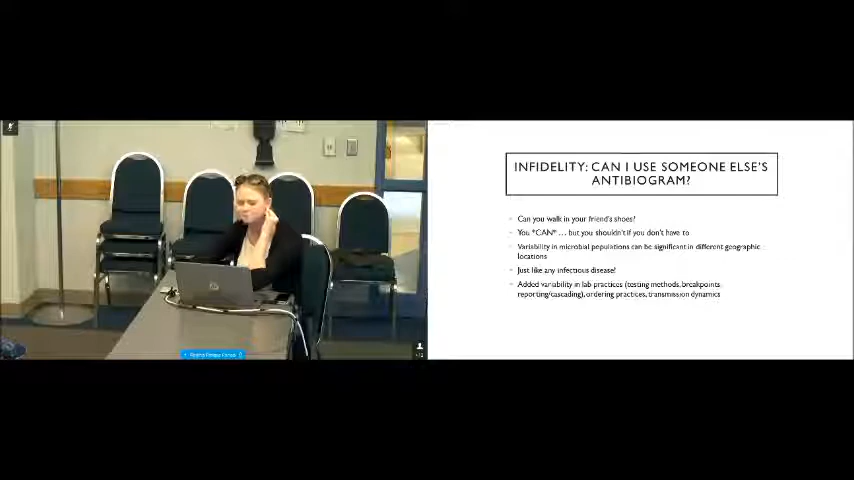 INFIDELITY: CAN I USE SOMEONE ELSE'S
ANTIBIOGRAM?
Can you walk in your friend's shoes?
You *CAN* ... but you shouldn't if you don't have to
Variability in microbial populations can be significant in different geographic
locations
Just like any infectious disease!
Added variability in lab practices (testing methods, breakpoints
reporting/cascading), ordering practices, transmission dynamics